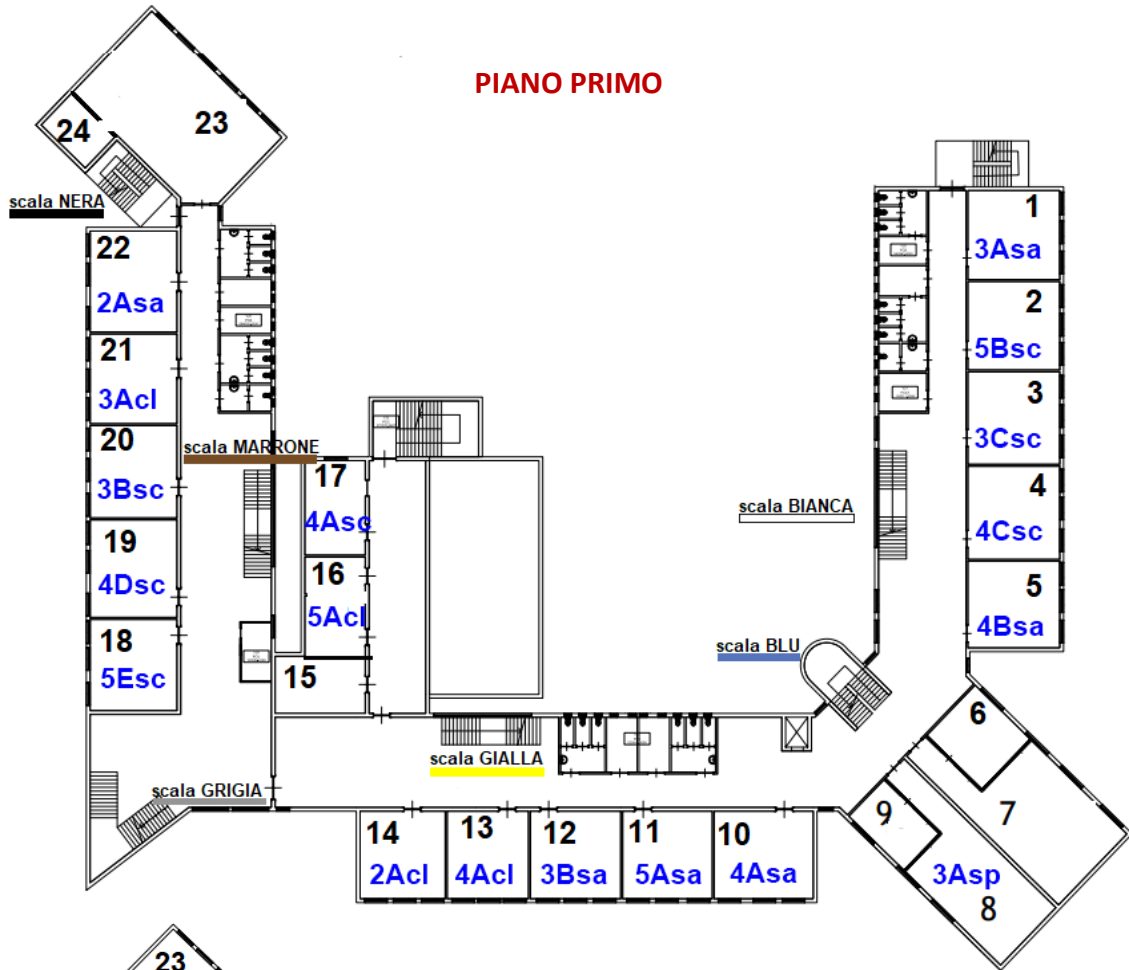 PIANO PRIMO
24
23
scala NERA
22
2Asa
21
3Acl
20
3Bsc
19
4Dsc
18
5Esc
scala MARRONE
17
4Asc
16
5Acl
15
scala GRIGIA
scala GIALLA
14
2Acl
13
4Acl
12
3Bsa
11
5Asa
10
4Asa
scala BIANCA
scala BLU
1
3Asa
2
5Bsc
3
3Csc
4
4Csc
5
4Bsa
6
7
9
3Asp
8
23